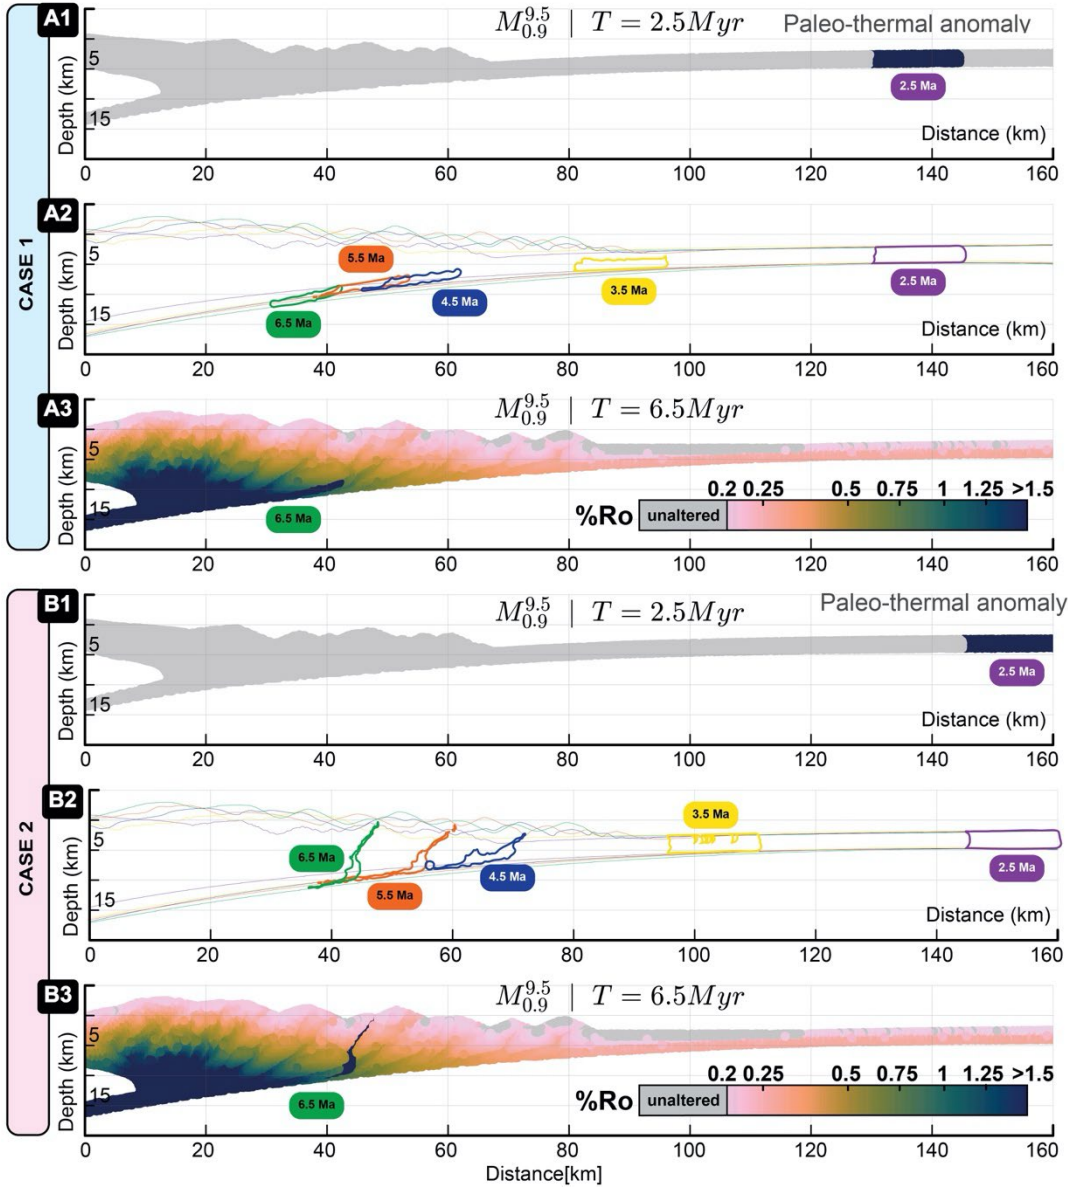 CASE 1
A1
M_{0.9}^{9.5} | T = 2.5Myr
Paleo-thermal anomaly
Depth (km)
5
15
2.5 Ma
Distance (km)
0 20 40 60 80 100 120 140 160
A2
Depth (km)
5
15
5.5 Ma
6.5 Ma
4.5 Ma
3.5 Ma
2.5 Ma
Distance (km)
0 20 40 60 80 100 120 140 160
A3
M_{0.9}^{9.5} | T = 6.5Myr
Depth (km)
5
15
6.5 Ma
0.2 0.25 0.5 0.75 1 1.25 >1.5
%Ro unaltered
0 20 40 60 80 100 120 140 160
CASE 2
B1
M_{0.9}^{9.5} | T = 2.5Myr
Paleo-thermal anomaly
Depth (km)
5
15
2.5 Ma
Distance (km)
0 20 40 60 80 100 120 140 160
B2
Depth (km)
5
15
3.5 Ma
6.5 Ma
5.5 Ma
4.5 Ma
2.5 Ma
Distance (km)
0 20 40 60 80 100 120 140 160
B3
M_{0.9}^{9.5} | T = 6.5Myr
Depth (km)
5
15
6.5 Ma
0.2 0.25 0.5 0.75 1 1.25 >1.5
%Ro unaltered
0 20 40 60 80 100 120 140 160
Distance[km]